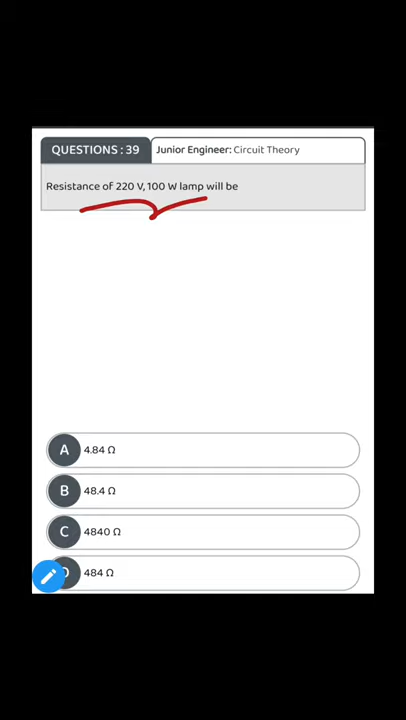 QUESTIONS : 39
Junior Engineer: Circuit Theory
Resistance of 220 V, 100 W lamp will be
A 4.84 Ω
B 48.4 Ω
C 4840 Ω
D 484 Ω